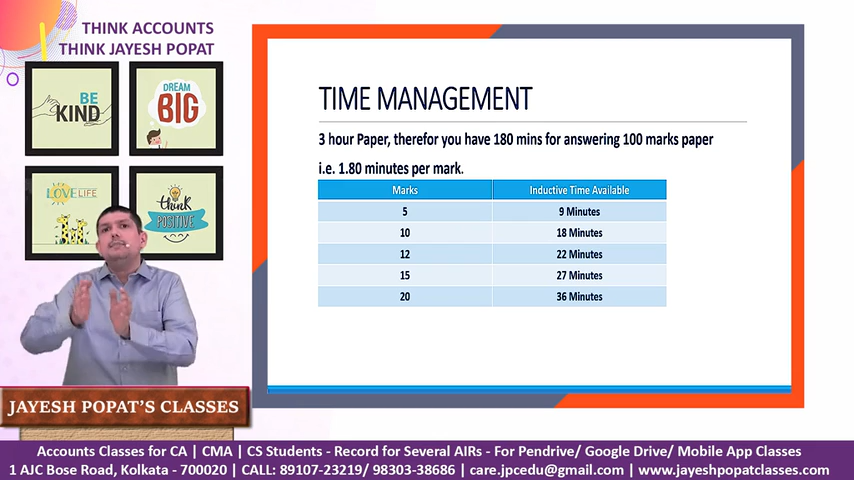 THINK ACCOUNTS
THINK JAYESH POPAT
BE
KIND
DREAM
BIG
LOVE LIFE
think
POSITIVE
JAYESH POPAT'S CLASSES
TIME MANAGEMENT
3 hour Paper, therefor you have 180 mins for answering 100 marks paper
i.e. 1.80 minutes per mark.
Marks Inductive Time Available
5 9 Minutes
10 18 Minutes
12 22 Minutes
15 27 Minutes
20 36 Minutes
Accounts Classes for CA | CMA | CS Students - Record for Several AIRs - For Pendrive/ Google Drive/ Mobile App Classes
1 AJC Bose Road, Kolkata - 700020 | CALL: 89107-23219/ 98303-38686 | care.jpcedu@gmail.com | www.jayeshpopatclasses.com